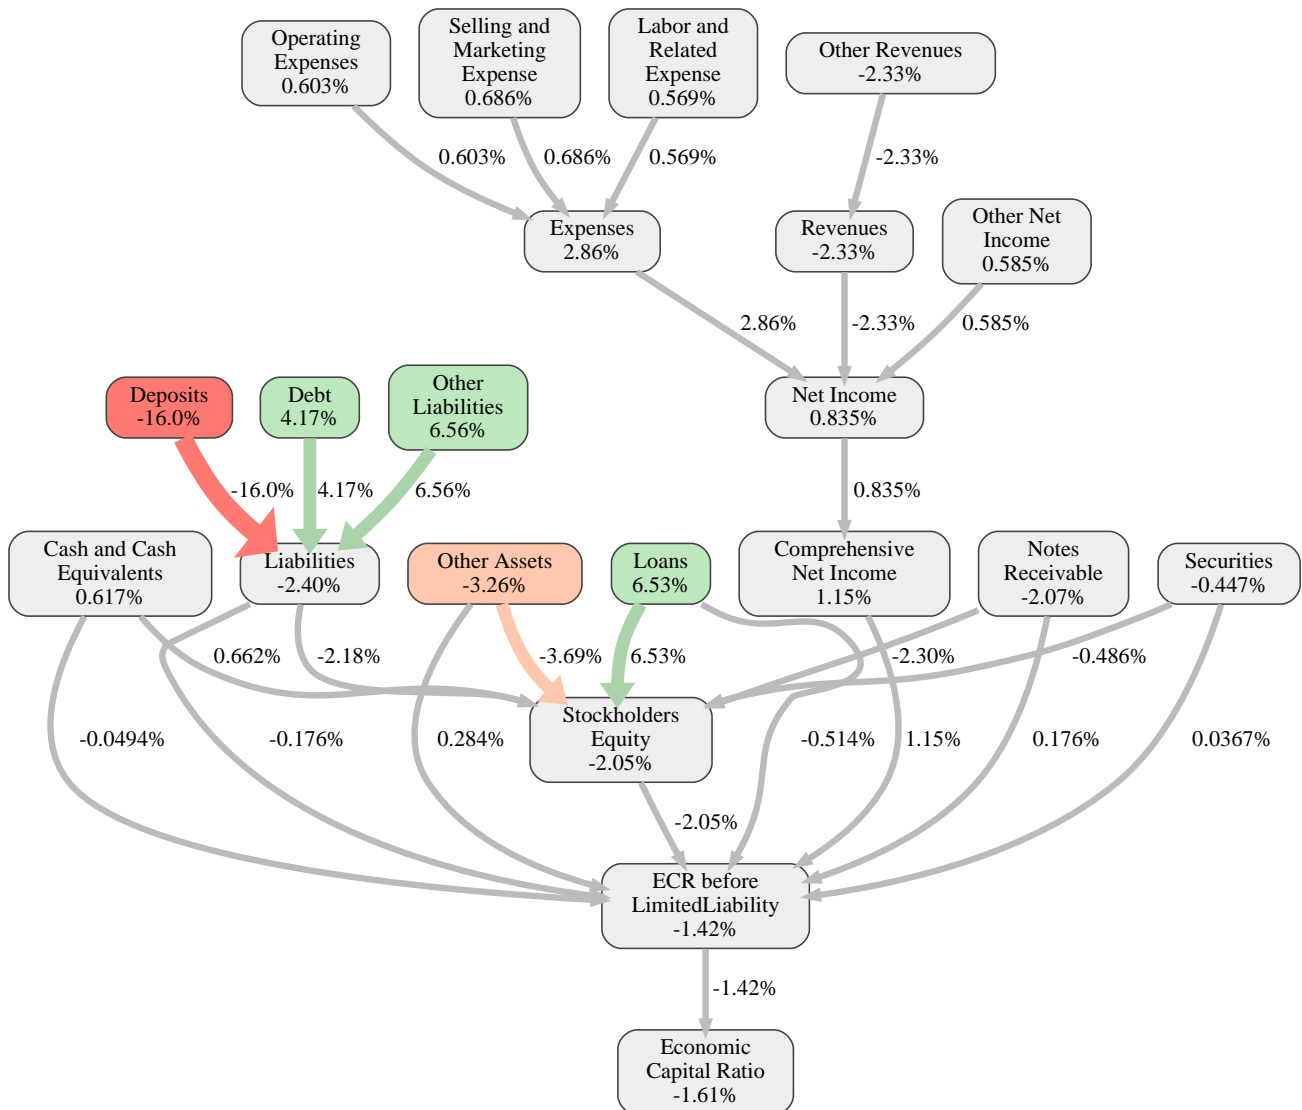 Operating
Expenses
0.603%
Selling and
Marketing
Expense
0.686%
Labor and
Related
Expense
0.569%
Other Revenues
-2.33%
0.603%
0.686%
0.569%
-2.33%
Expenses
2.86%
Revenues
-2.33%
Other Net
Income
0.585%
2.86%
-2.33%
0.585%
Deposits
-16.0%
Debt
4.17%
Other
Liabilities
6.56%
Net Income
0.835%
-16.0%
4.17%
6.56%
0.835%
Cash and Cash
Equivalents
0.617%
Liabilities
-2.40%
Other Assets
-3.26%
Loans
6.53%
Comprehensive
Net Income
1.15%
Notes
Receivable
-2.07%
Securities
-0.447%
0.662%
-2.18%
-3.69%
6.53%
-2.30%
-0.486%
Stockholders
Equity
-2.05%
-0.0494%
-0.176%
0.284%
-0.514%
1.15%
0.176%
0.0367%
-2.05%
ECR before
LimitedLiability
-1.42%
-1.42%
Economic
Capital Ratio
-1.61%